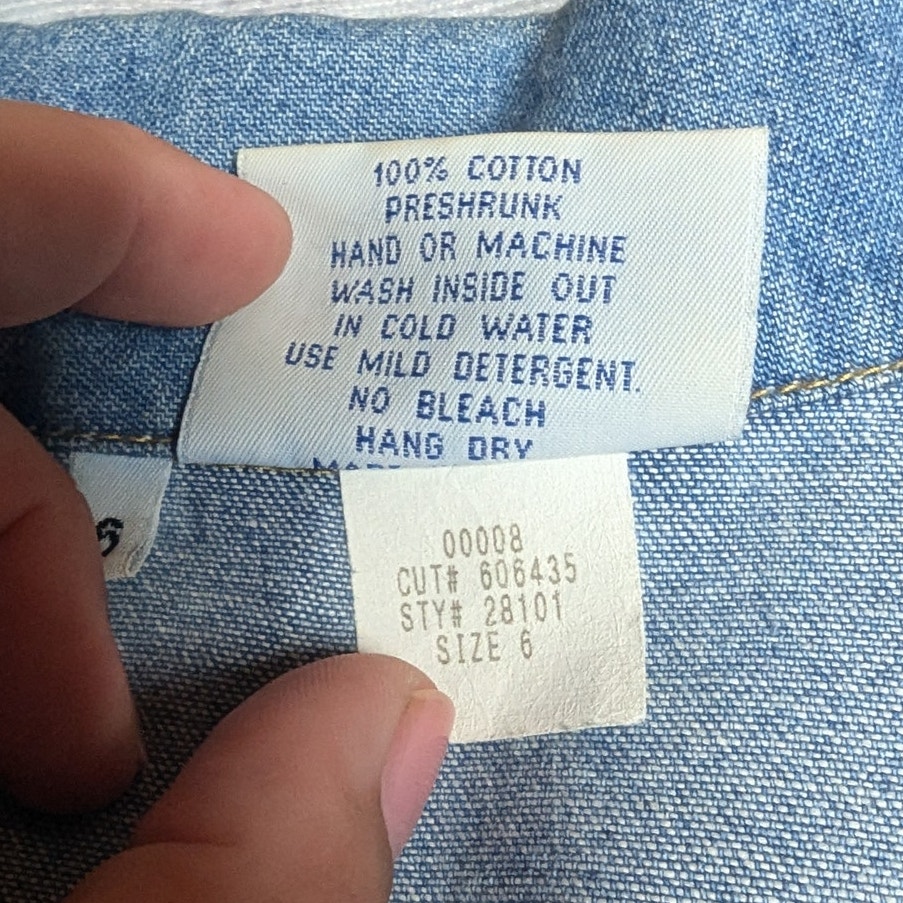 100% COTTON
PRESHRUNK
HAND OR MACHINE
WASH INSIDE OUT
IN COLD WATER
USE MILD DETERGENT.
NO BLEACH
HANG DRY
6
00008
CUT# 606435
STY# 28101
SIZE 6